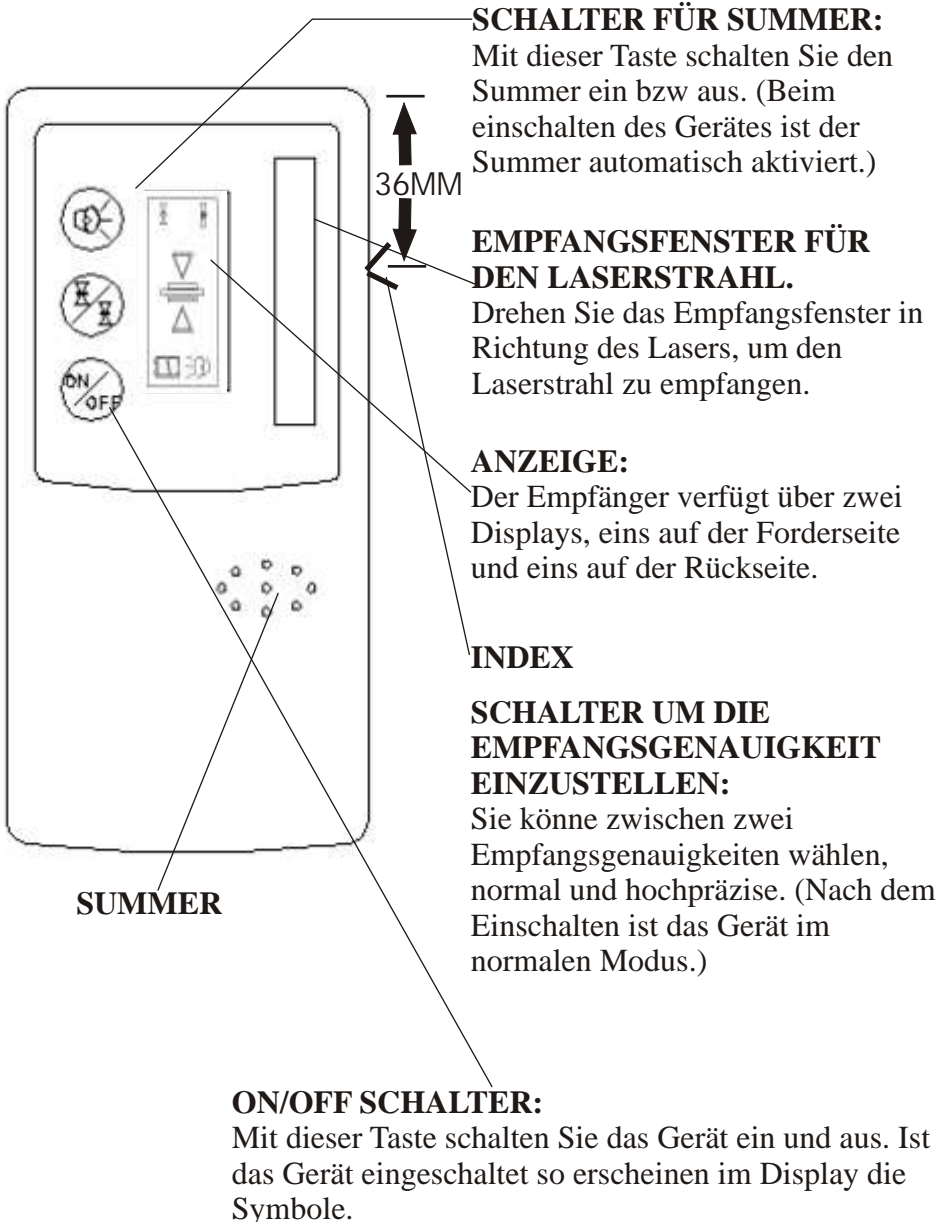 SCHALTER FÜR SUMMER:
Mit dieser Taste schalten Sie den
Summer ein bzw aus. (Beim
einschalten des Gerätes ist der
Summer automatisch aktiviert.)
36MM
EMPFANGSFENSTER FÜR
DEN LASERSTRAHL.
Drehen Sie das Empfangsfenster in
Richtung des Lasers, um den
Laserstrahl zu empfangen.
ON/OFF
ANZEIGE:
Der Empfänger verfügt über zwei
Displays, eins auf der Forderseite
und eins auf der Rückseite.
INDEX
SCHALTER UM DIE
EMPFANGSGENAUIGKEIT
EINZUSTELLEN:
Sie könne zwischen zwei
Empfangsgenauigkeiten wählen,
normal und hochpräzise. (Nach dem
Einschalten ist das Gerät im
normalen Modus.)
SUMMER
ON/OFF SCHALTER:
Mit dieser Taste schalten Sie das Gerät ein und aus. Ist
das Gerät eingeschaltet so erscheinen im Display die
Symbole.